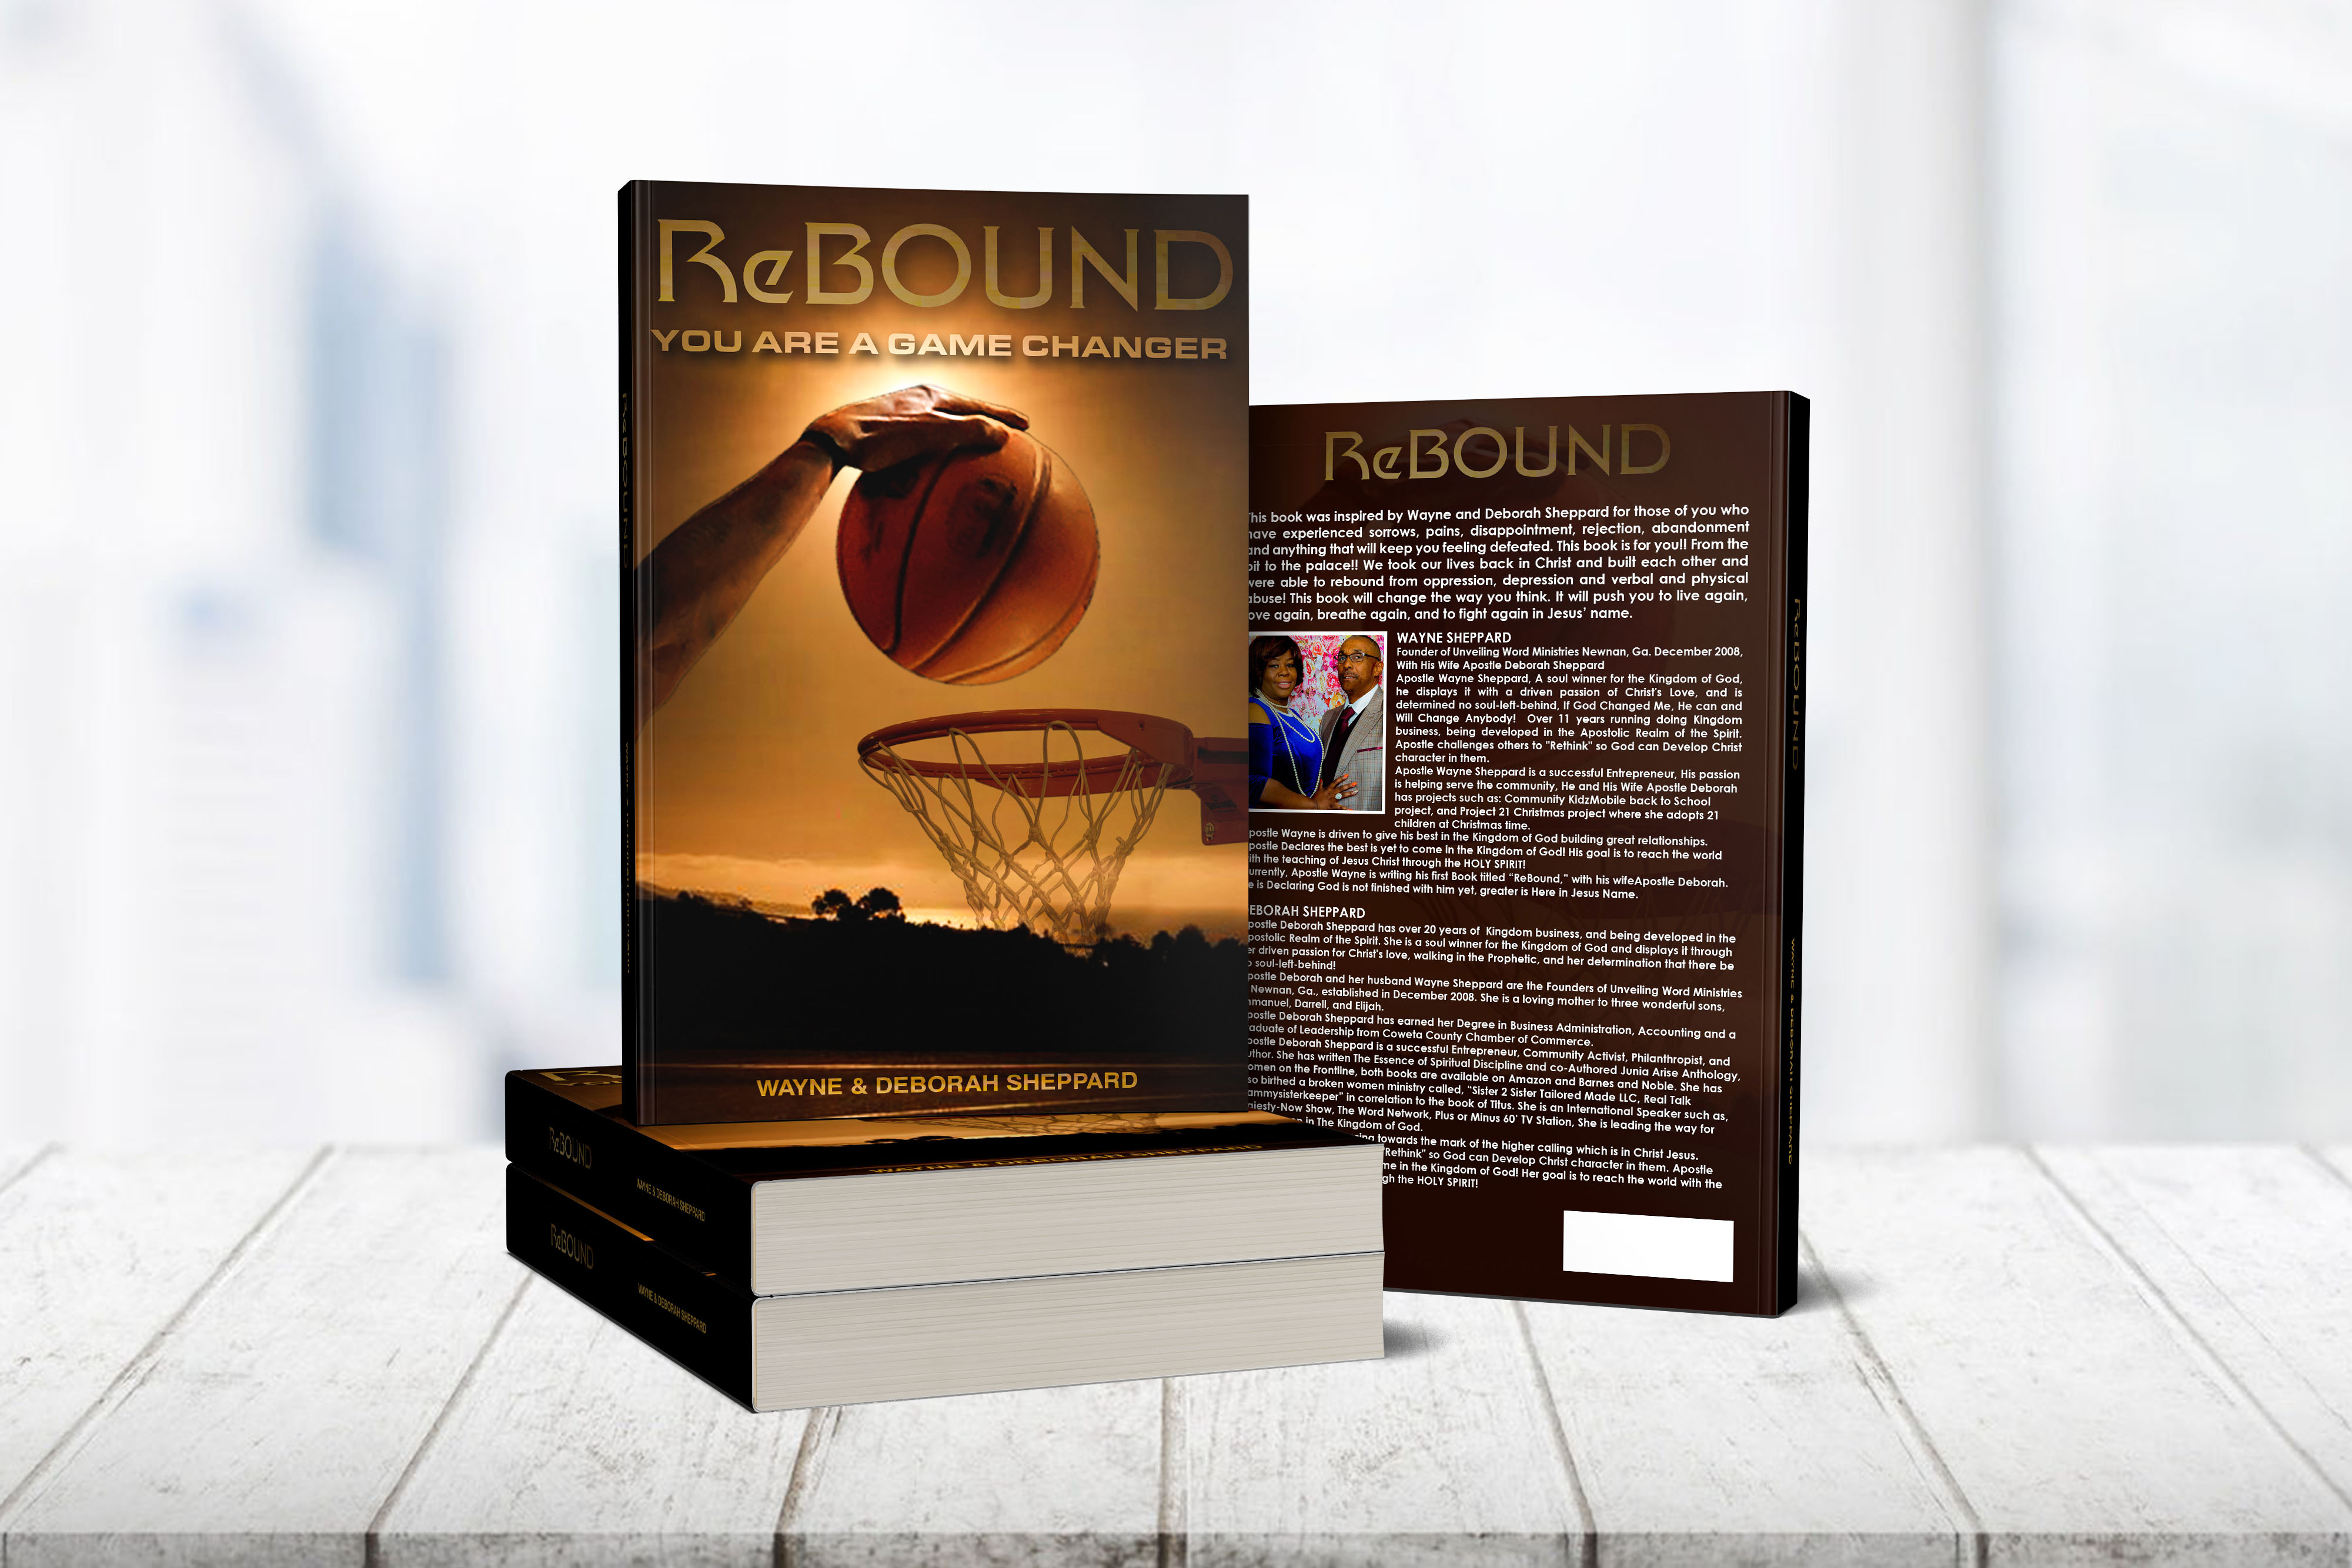 ReBOUND
YOU ARE A GAME CHANGER
WAYNE & DEBORAH SHEPPARD
ReBOUND
WAYNE & DEBORAH SHEPPARD
ReBOUND
WAYNE & DEBORAH SHEPPARD
WAYNE & DEBORAH SHEPPARD
ReBOUND
This book was inspired by Wayne and Deborah Sheppard for those of you who
have experienced sorrows, pains, disappointment, rejection, abandonment
and anything that will keep you feeling defeated. This book is for you!! From the
pit to the palace!! We took our lives back in Christ and built each other and
were able to rebound from oppression, depression and verbal and physical
abuse! This book will change the way you think. It will push you to live again,
love again, breathe again, and to fight again in Jesus' name.
WAYNE SHEPPARD
Founder of Unveiling Word Ministries Newnan, Ga. December 2008,
With His Wife Apostle Deborah Sheppard
Apostle Wayne Sheppard, A soul winner for the Kingdom of God,
he displays it with a driven passion of Christ's Love, and is
determined no soul-left-behind, If God Changed Me, He can and
Will Change Anybody! Over 11 years running doing Kingdom
business, being developed in the Apostolic Realm of the Spirit.
Apostle challenges others to "Rethink" so God can Develop Christ
character in them.
Apostle Wayne Sheppard is a successful Entrepreneur, His passion
is helping serve the community, He and His Wife Apostle Deborah
has projects such as: Community KidzMobile back to School
project, and Project 21 Christmas project where she adopts 21
children at Christmas time.
postle Wayne is driven to give his best in the Kingdom of God building great relationships.
postle Declares the best is yet to come in the Kingdom of God! His goal is to reach the world
ith the teaching of Jesus Christ through the HOLY SPIRIT!
urrently, Apostle Wayne is writing his first Book titled "ReBound," with his wifeApostle Deborah.
e is Declaring God is not finished with him yet, greater is Here in Jesus Name.
EBORAH SHEPPARD
postle Deborah Sheppard has over 20 years of Kingdom business, and being developed in the
postolic Realm of the Spirit. She is a soul winner for the Kingdom of God and displays it through
er driven passion for Christ's love, walking in the Prophetic, and her determination that there be
o soul-left-behind!
postle Deborah and her husband Wayne Sheppard are the Founders of Unveiling Word Ministries
Newnan, Ga., established in December 2008. She is a loving mother to three wonderful sons,
mmanuel, Darrell, and Elijah.
postle Deborah Sheppard has earned her Degree in Business Administration, Accounting and a
aduate of Leadership from Coweta County Chamber of Commerce.
postle Deborah Sheppard is a successful Entrepreneur, Community Activist, Philanthropist, and
uthor. She has written The Essence of Spiritual Discipline and co-Authored Junia Arise Anthology,
omen on the Frontline, both books are available on Amazon and Barnes and Noble. She has
so birthed a broken women ministry called, "Sister 2 Sister Tailored Made LLC, Real Talk
ammysisterkeeper" in correlation to the book of Titus. She is an International Speaker such as,
ajesty-Now Show, The Word Network, Plus or Minus 60' TV Station, She is leading the way for
in The Kingdom of God.
towards the mark of the higher calling which is in Christ Jesus.
"Rethink" so God can Develop Christ character in them. Apostle
me in the Kingdom of God! Her goal is to reach the world with the
gh the HOLY SPIRIT!
ReBOUND
WAYNE & DEBORAH SHEPPARD
ReBOUND
WAYNE & DEBORAH SHEPPARD